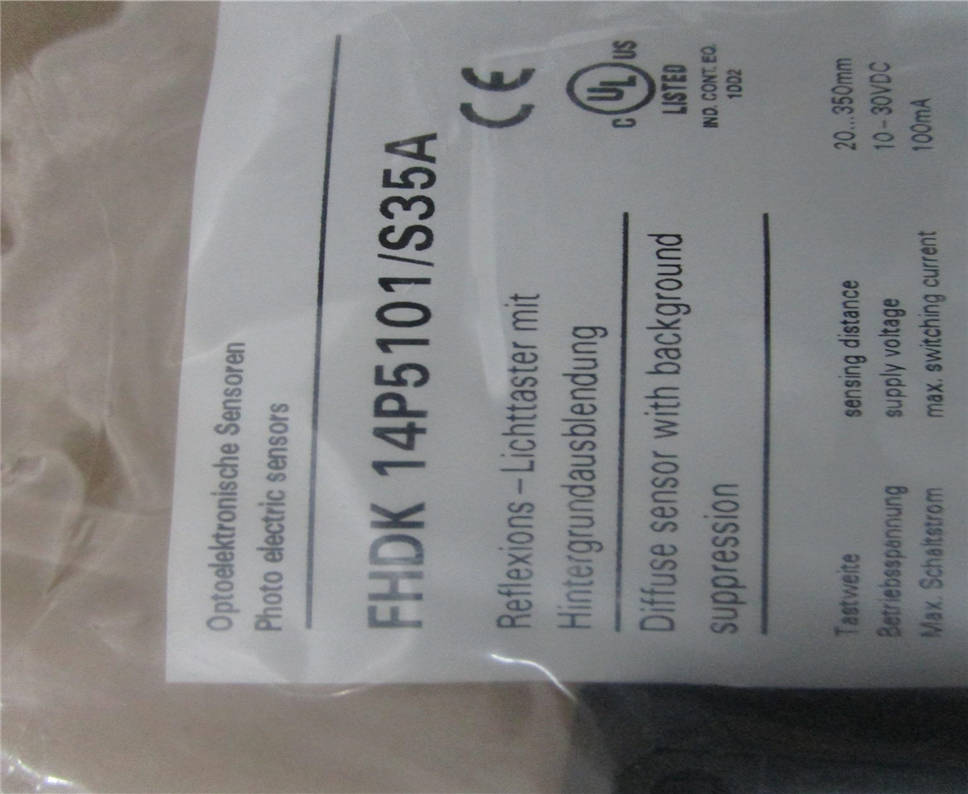 Optoelektronische Sensoren
Photo electric sensors
FHDK 14P5101/S35A
CE
Reflexions – Lichttaster mit
Hintergrundausblendung
C UL US
LISTED
IND. CONT. EQ.
1DD2
Diffuse sensor with background
suppression
Tastweite sensing distance 20...350mm
Betriebsspannung supply voltage 10–30VDC
Max. Schaltstrom max. switching current 100mA